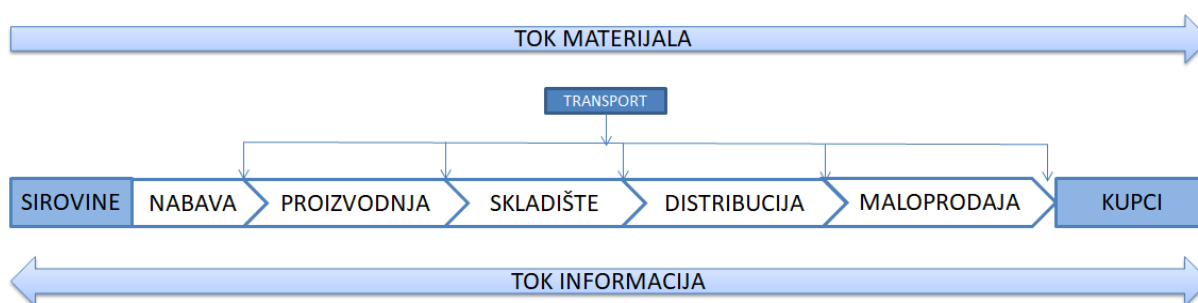 TOK MATERIJALA
TRANSPORT
SIROVINE NABAVA PROIZVODNJA SKLADIŠTE DISTRIBUCIJA MALOPRODAJA KUPCI
TOK INFORMACIJA